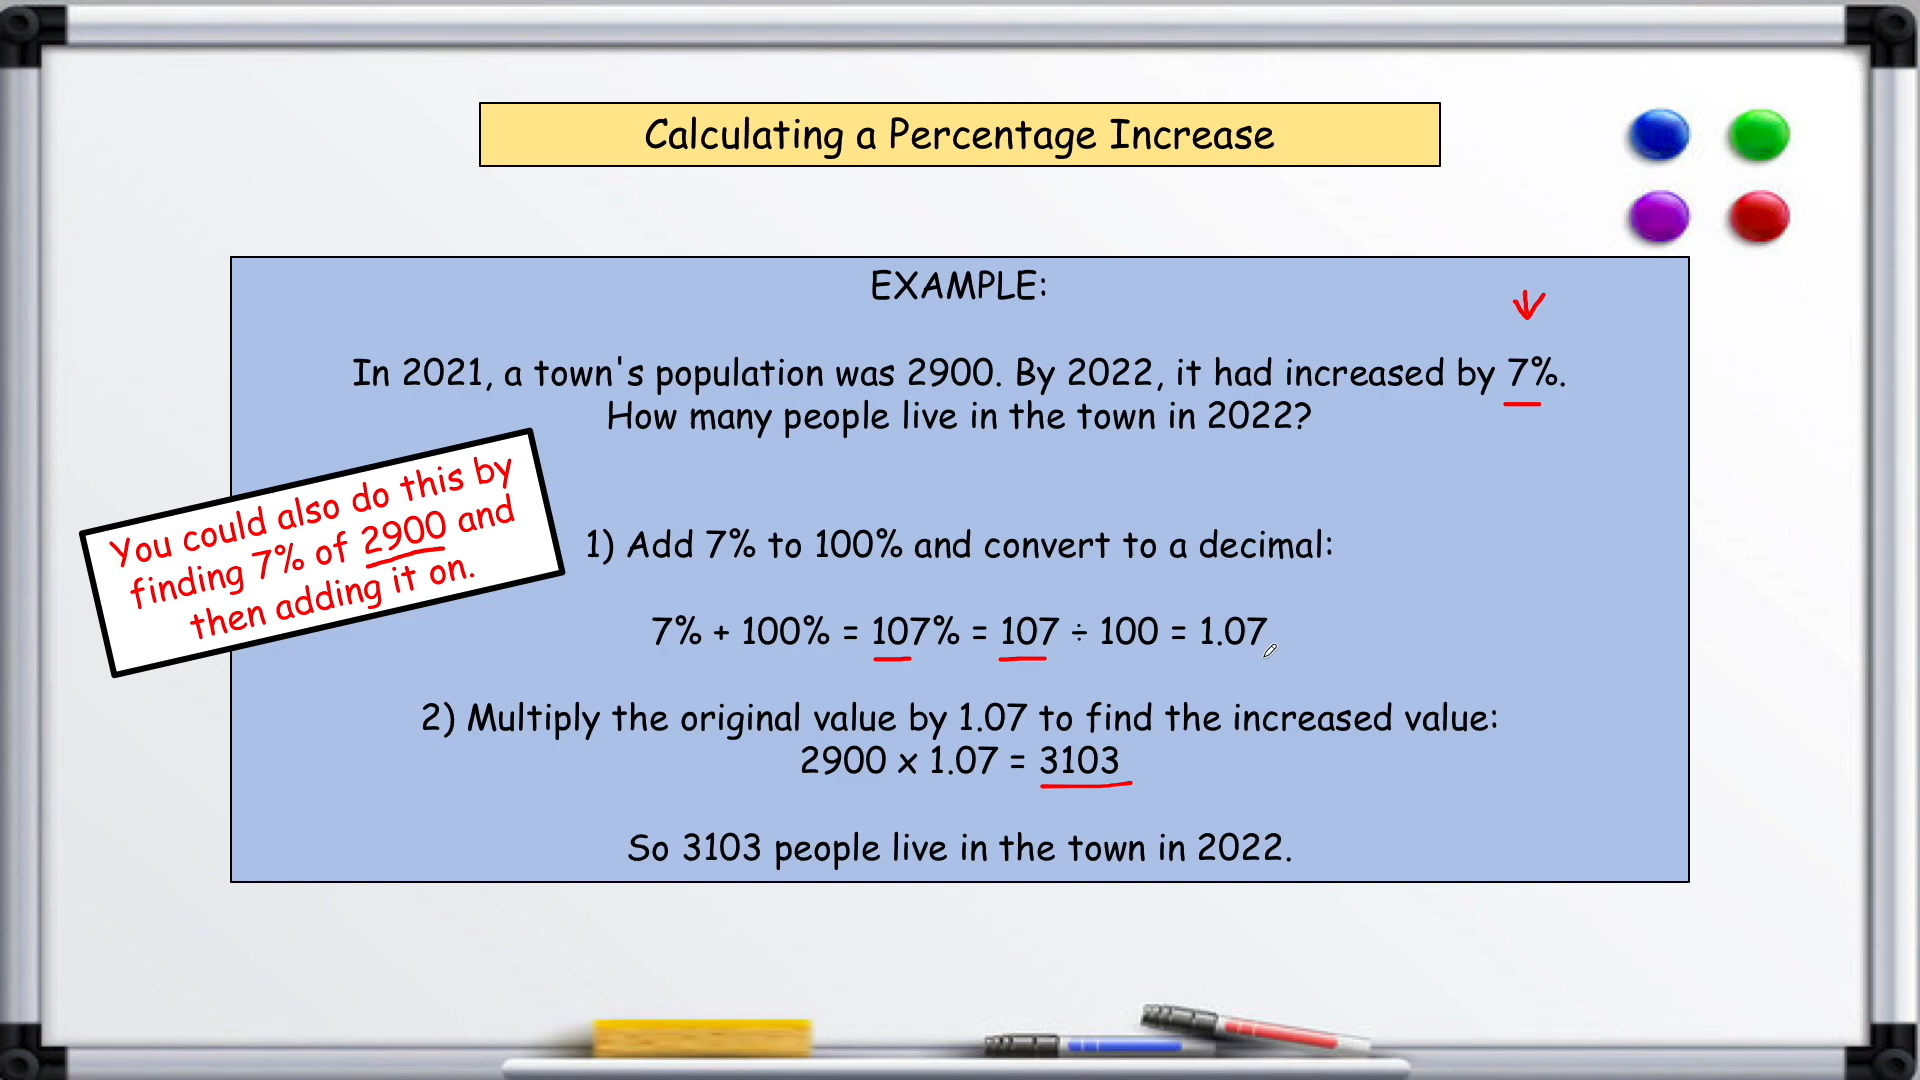 Calculating a Percentage Increase
EXAMPLE:
In 2021, a town's population was 2900. By 2022, it had increased by 7%.
How many people live in the town in 2022?
You could also do this by
finding 7% of 2900 and
then adding it on.
1) Add 7% to 100% and convert to a decimal:
7% + 100% = 107% = 107 ÷ 100 = 1.07
2) Multiply the original value by 1.07 to find the increased value:
2900 x 1.07 = 3103
So 3103 people live in the town in 2022.